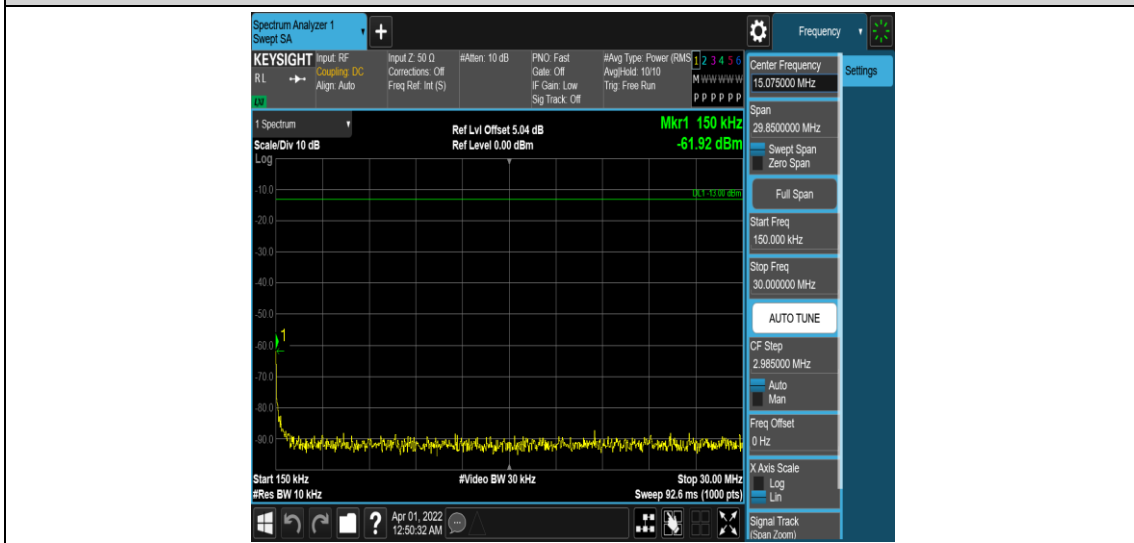 Spectrum Analyzer 1
Swept SA
+
Frequency
KEYSIGHT
Input: RF
Coupling: DC
Align: Auto
RL
LXI
Input Z: 50 Ω
Corrections: Off
Freq Ref: Int (S)
#Atten: 10 dB
PNO: Fast
Gate: Off
IF Gain: Low
Sig Track: Off
#Avg Type: Power (RMS
Avg|Hold: 10/10
Trig: Free Run
1 2 3 4 5 6
M W W W W W
P P P P P P
Center Frequency
15.075000 MHz
Settings
Span
29.8500000 MHz
Swept Span
Zero Span
Full Span
Start Freq
150.000 kHz
Stop Freq
30.000000 MHz
AUTO TUNE
CF Step
2.985000 MHz
Auto
Man
Freq Offset
0 Hz
X Axis Scale
Log
Lin
Signal Track
(Span Zoom)
1 Spectrum
Scale/Div 10 dB
Ref Lvl Offset 5.04 dB
Ref Level 0.00 dBm
Mkr1 150 kHz
-61.92 dBm
Log
DL1 -13.00 dBm
-10.0
-20.0
-30.0
-40.0
-50.0
1
-60.0
-70.0
-80.0
-90.0
Start 150 kHz
#Video BW 30 kHz
Stop 30.00 MHz
#Res BW 10 kHz
Sweep 92.6 ms (1000 pts)
?
Apr 01, 2022
12:50:32 AM